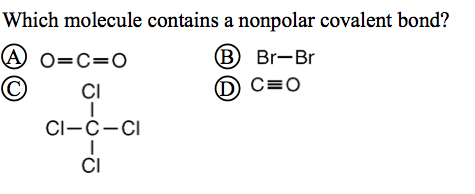 Which molecule contains a nonpolar covalent bond?
(A) O=C=O (B) Br–Br
(C) Cl (D) C≡O
Cl–C–Cl
Cl